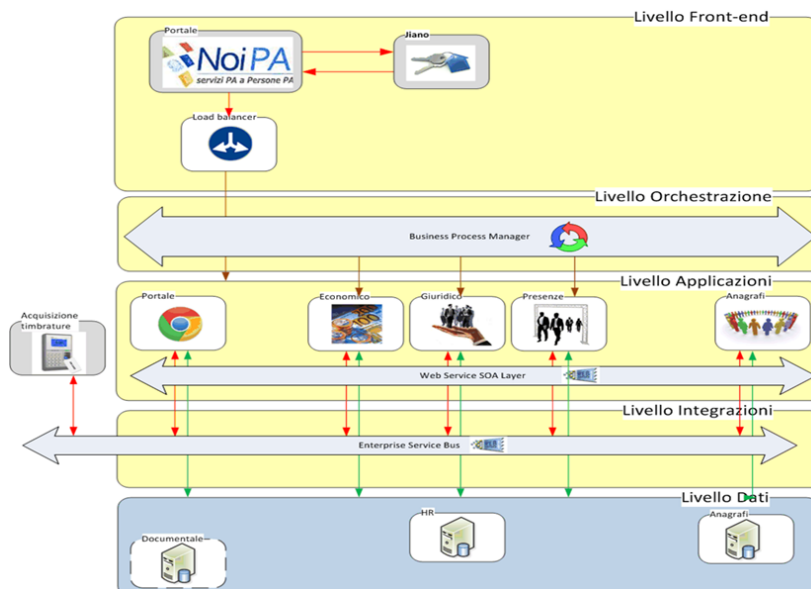 Livello Front-end
Portale
NoiPA
servizi PA a Persone PA
Jiano
Load balancer
Livello Orchestrazione
Business Process Manager
Livello Applicazioni
Portale
Economico
Giuridico
Presenze
Anagrafi
Acquisizione
timbrature
Web Service SOA Layer
Livello Integrazioni
Enterprise Service Bus
Livello Dati
Documentale
HR
Anagrafi